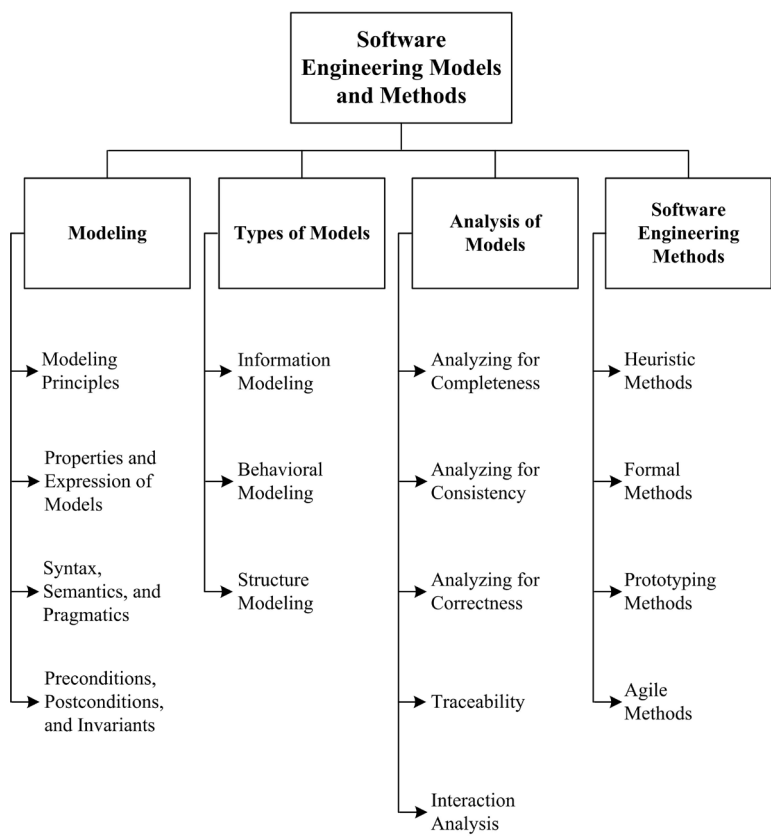 Software
Engineering Models
and Methods
Modeling
Types of Models
Analysis of
Models
Software
Engineering
Methods
Modeling
Principles
Properties and
Expression of
Models
Syntax,
Semantics, and
Pragmatics
Preconditions,
Postconditions,
and Invariants
Information
Modeling
Behavioral
Modeling
Structure
Modeling
Analyzing for
Completeness
Analyzing for
Consistency
Analyzing for
Correctness
Traceability
Interaction
Analysis
Heuristic
Methods
Formal
Methods
Prototyping
Methods
Agile
Methods